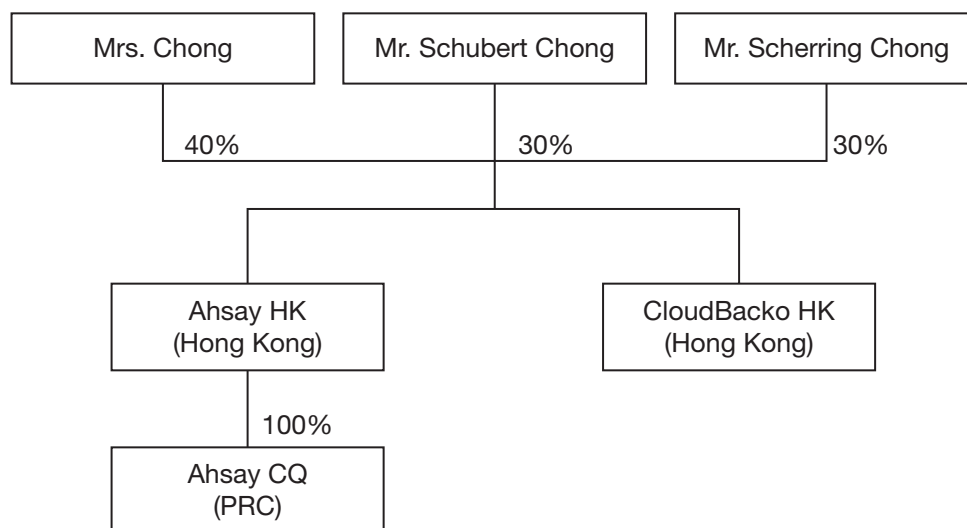 Mrs. Chong
Mr. Schubert Chong
Mr. Scherring Chong
40%
30%
30%
Ahsay HK
(Hong Kong)
CloudBacko HK
(Hong Kong)
100%
Ahsay CQ
(PRC)